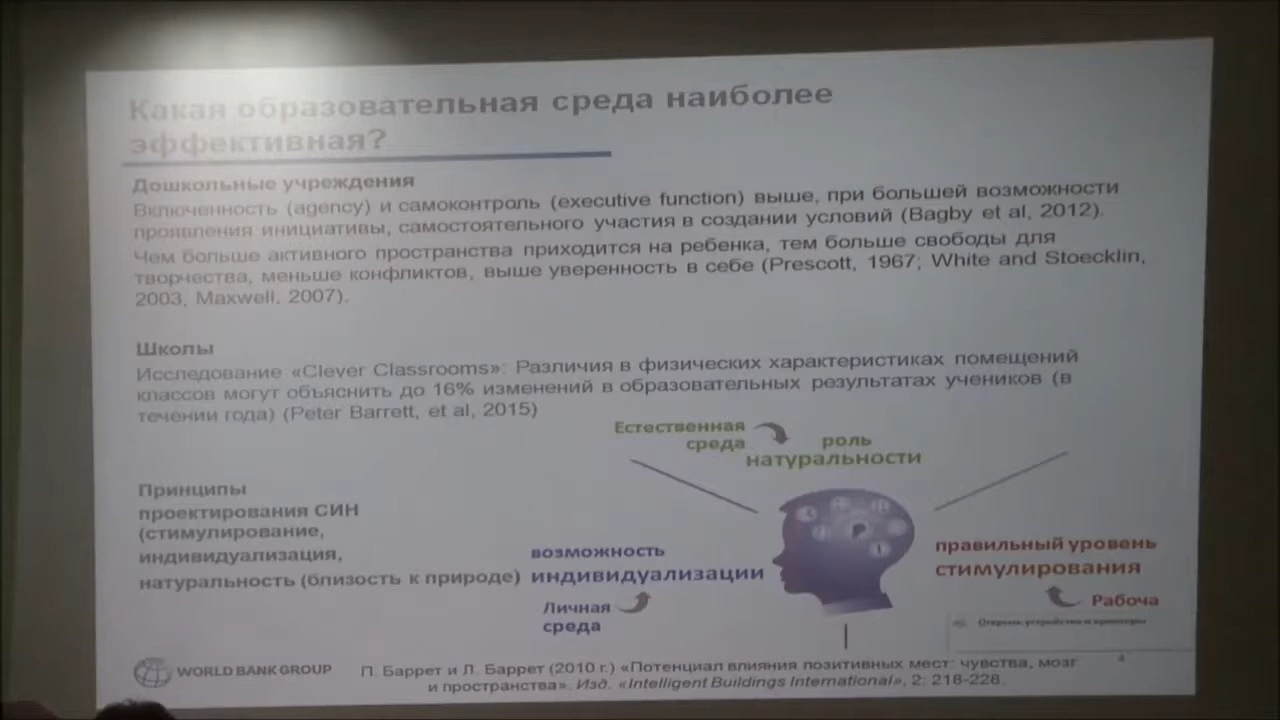 Какая образовательная среда наиболее
эффективная?
Дошкольные учреждения
Включенность (agency) и самоконтроль (executive function) выше, при большей возможности
проявления инициативы, самостоятельного участия в создании условий (Bagby et al, 2012).
Чем больше активного пространства приходится на ребенка, тем больше свободы для
творчества, меньше конфликтов, выше уверенность в себе (Prescott, 1967; White and Stoecklin,
2003, Maxwell, 2007).
Школы
Исследование «Clever Classrooms»: Различия в физических характеристиках помещений
классов могут объяснить до 16% изменений в образовательных результатах учеников (в
течении года) (Peter Barrett, et al, 2015)
Естественная
среда
роль
натуральности
Принципы
проектирования СИН
(стимулирование,
индивидуализация,
натуральность (близость к природе)
возможность
индивидуализации
Личная
среда
правильный уровень
стимулирования
Рабоча
Открыть устройства и принтеры
WORLD BANK GROUP
П. Баррет и Л. Баррет (2010 г.) «Потенциал влияния позитивных мест: чувства, мозг
и пространства». Изд. «Intelligent Buildings International», 2: 218-228.
4